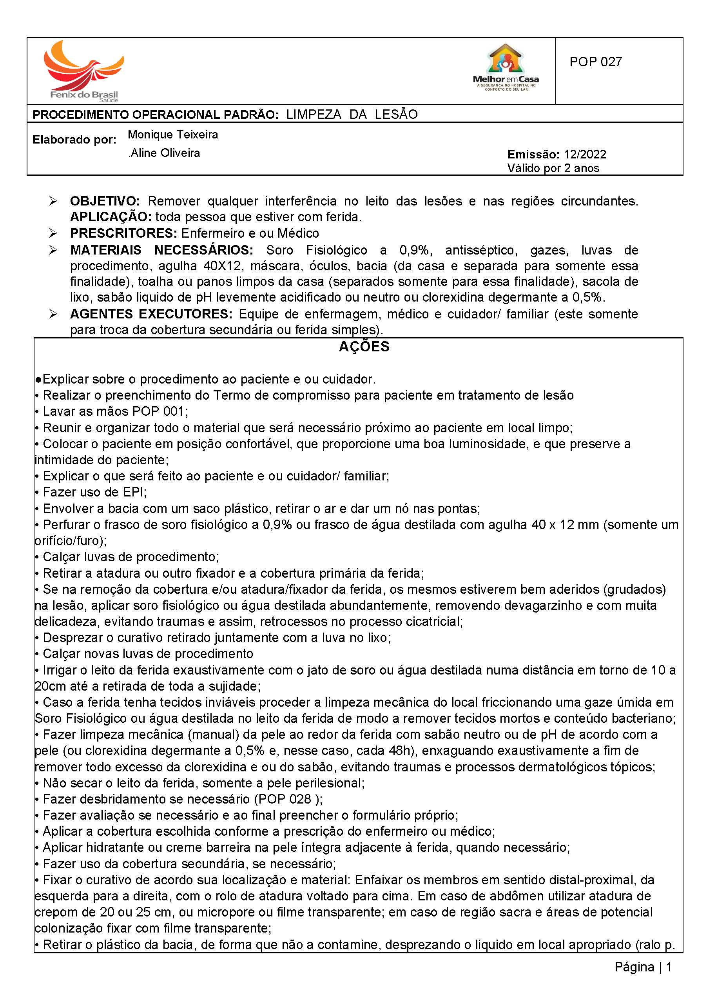 Fenix do Brasil
Saúde
Melhor em Casa
A SEGURANÇA DO HOSPITAL NO
CONFORTO DO SEU LAR
POP 027
PROCEDIMENTO OPERACIONAL PADRÃO: LIMPEZA DA LESÃO
Elaborado por: Monique Teixeira
.Aline Oliveira
Emissão: 12/2022
Válido por 2 anos
➢ OBJETIVO: Remover qualquer interferência no leito das lesões e nas regiões circundantes.
APLICAÇÃO: toda pessoa que estiver com ferida.
➢ PRESCRITORES: Enfermeiro e ou Médico
➢ MATERIAIS NECESSÁRIOS: Soro Fisiológico a 0,9%, antisséptico, gazes, luvas de
procedimento, agulha 40X12, máscara, óculos, bacia (da casa e separada para somente essa
finalidade), toalha ou panos limpos da casa (separados somente para essa finalidade), sacola de
lixo, sabão liquido de pH levemente acidificado ou neutro ou clorexidina degermante a 0,5%.
➢ AGENTES EXECUTORES: Equipe de enfermagem, médico e cuidador/ familiar (este somente
para troca da cobertura secundária ou ferida simples).
AÇÕES
●Explicar sobre o procedimento ao paciente e ou cuidador.
• Realizar o preenchimento do Termo de compromisso para paciente em tratamento de lesão
• Lavar as mãos POP 001;
• Reunir e organizar todo o material que será necessário próximo ao paciente em local limpo;
• Colocar o paciente em posição confortável, que proporcione uma boa luminosidade, e que preserve a
intimidade do paciente;
• Explicar o que será feito ao paciente e ou cuidador/ familiar;
• Fazer uso de EPI;
• Envolver a bacia com um saco plástico, retirar o ar e dar um nó nas pontas;
• Perfurar o frasco de soro fisiológico a 0,9% ou frasco de água destilada com agulha 40 x 12 mm (somente um
orifício/furo);
• Calçar luvas de procedimento;
• Retirar a atadura ou outro fixador e a cobertura primária da ferida;
• Se na remoção da cobertura e/ou atadura/fixador da ferida, os mesmos estiverem bem aderidos (grudados)
na lesão, aplicar soro fisiológico ou água destilada abundantemente, removendo devagarzinho e com muita
delicadeza, evitando traumas e assim, retrocessos no processo cicatricial;
• Desprezar o curativo retirado juntamente com a luva no lixo;
• Calçar novas luvas de procedimento
• Irrigar o leito da ferida exaustivamente com o jato de soro ou água destilada numa distância em torno de 10 a
20cm até a retirada de toda a sujidade;
• Caso a ferida tenha tecidos inviáveis proceder a limpeza mecânica do local friccionando uma gaze úmida em
Soro Fisiológico ou água destilada no leito da ferida de modo a remover tecidos mortos e conteúdo bacteriano;
• Fazer limpeza mecânica (manual) da pele ao redor da ferida com sabão neutro ou de pH de acordo com a
pele (ou clorexidina degermante a 0,5% e, nesse caso, cada 48h), enxaguando exaustivamente a fim de
remover todo excesso da clorexidina e ou do sabão, evitando traumas e processos dermatológicos tópicos;
• Não secar o leito da ferida, somente a pele perilesional;
• Fazer desbridamento se necessário (POP 028 );
• Fazer avaliação se necessário e ao final preencher o formulário próprio;
• Aplicar a cobertura escolhida conforme a prescrição do enfermeiro ou médico;
• Aplicar hidratante ou creme barreira na pele íntegra adjacente à ferida, quando necessário;
• Fazer uso da cobertura secundária, se necessário;
• Fixar o curativo de acordo sua localização e material: Enfaixar os membros em sentido distal-proximal, da
esquerda para a direita, com o rolo de atadura voltado para cima. Em caso de abdômen utilizar atadura de
crepom de 20 ou 25 cm, ou micropore ou filme transparente; em caso de região sacra e áreas de potencial
colonização fixar com filme transparente;
• Retirar o plástico da bacia, de forma que não a contamine, desprezando o liquido em local apropriado (ralo p.
Página | 1